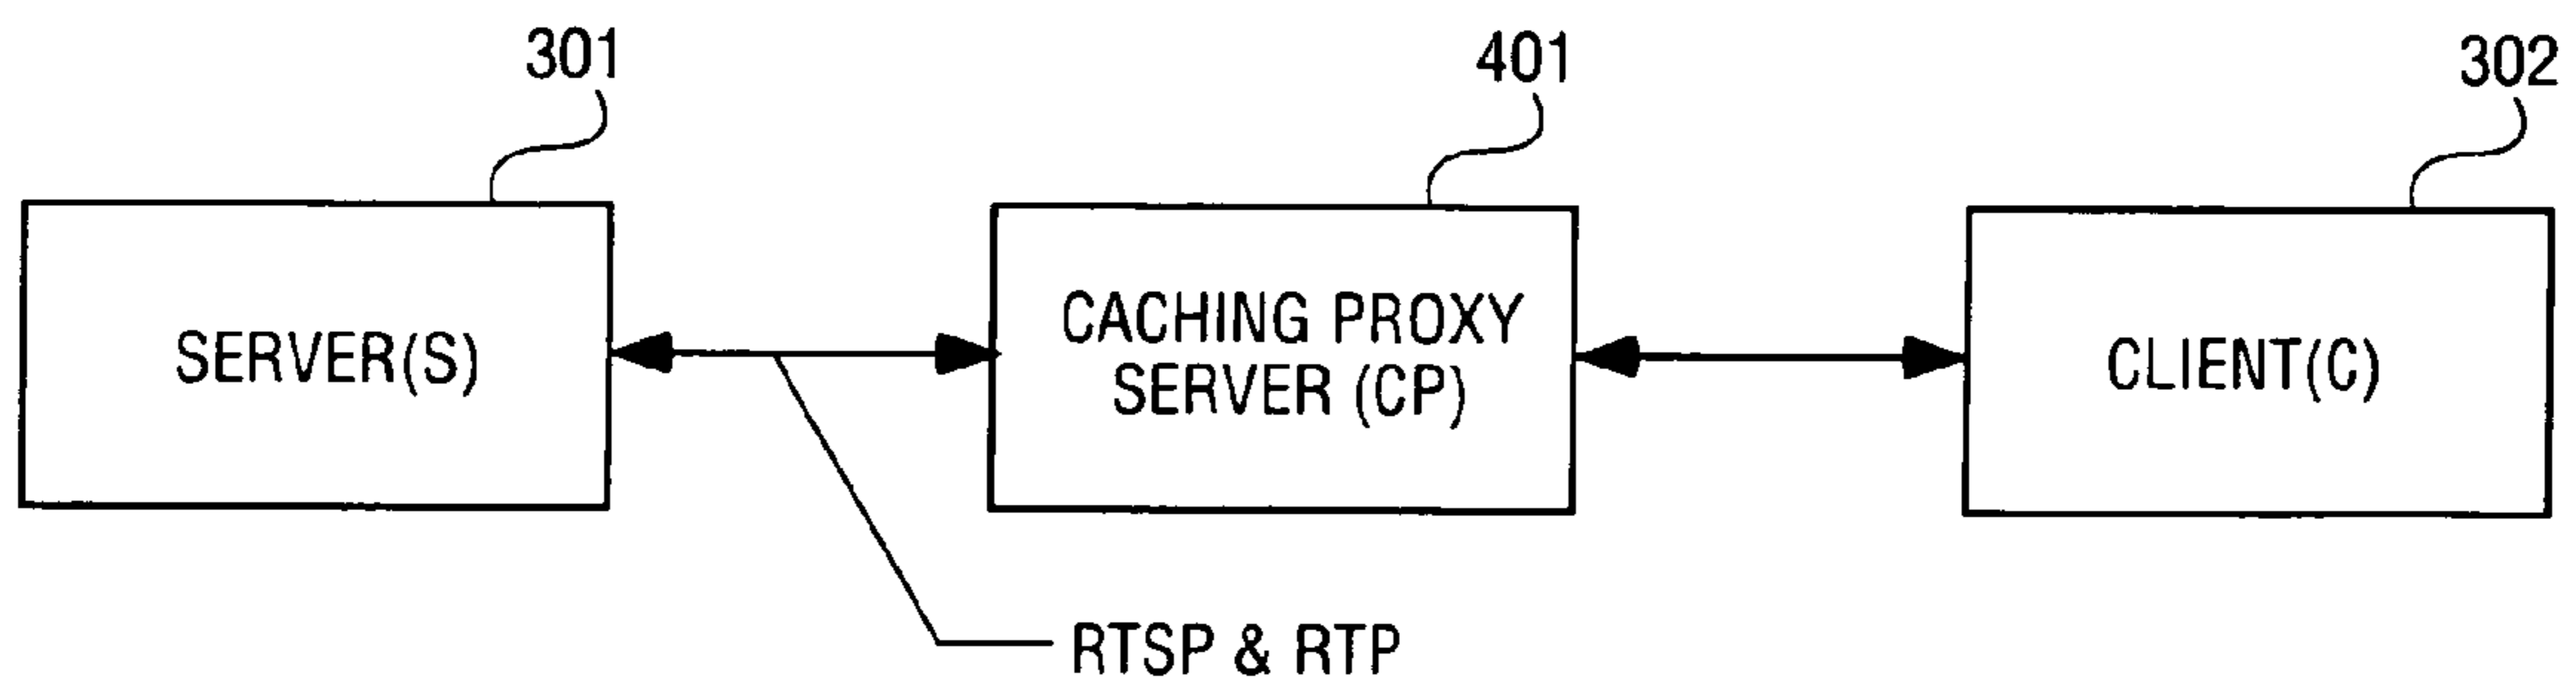 301
401
302
SERVER(S)
CACHING PROXY
SERVER (CP)
CLIENT(C)
RTSP & RTP